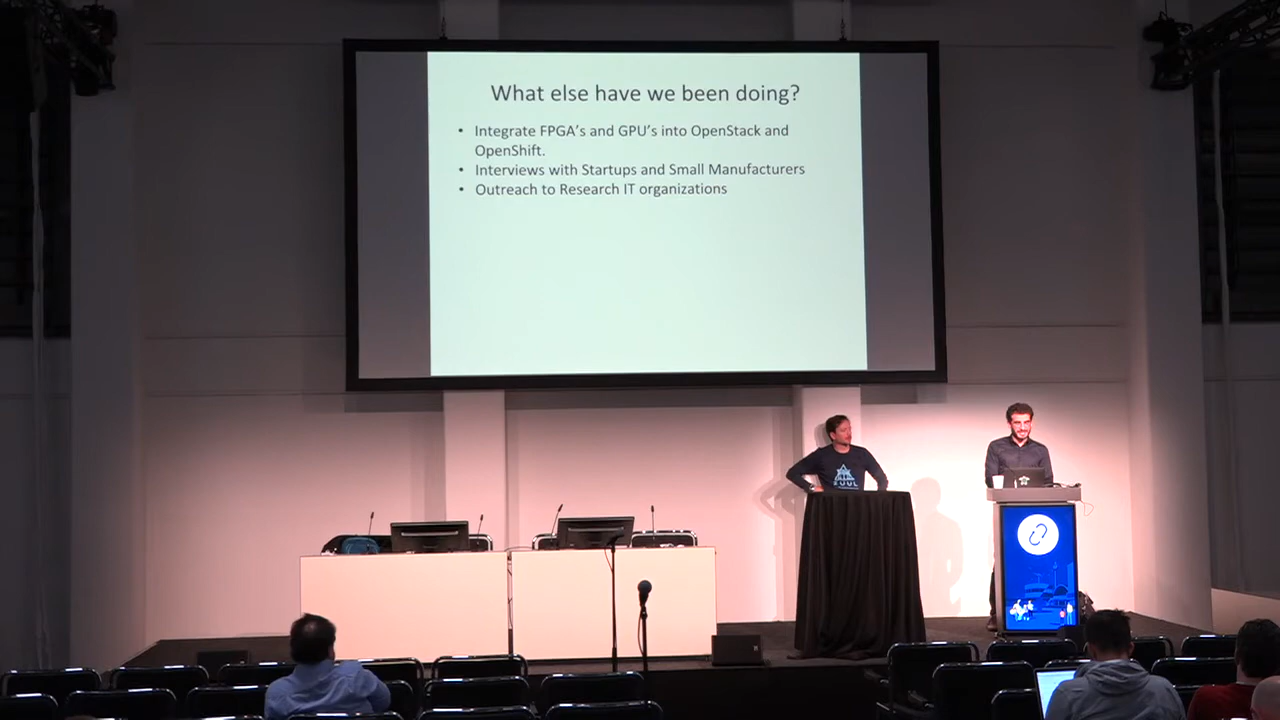 What else have we been doing?
• Integrate FPGA's and GPU's into OpenStack and
OpenShift.
• Interviews with Startups and Small Manufacturers
• Outreach to Research IT organizations
ZUUL